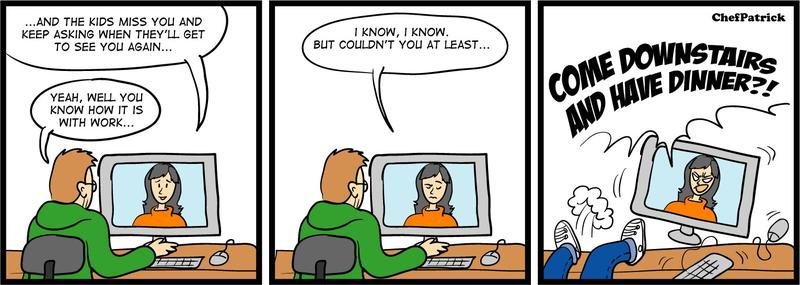 ...AND THE KIDS MISS YOU AND
KEEP ASKING WHEN THEY'LL GET
TO SEE YOU AGAIN...
YEAH, WELL YOU
KNOW HOW IT IS
WITH WORK...
I KNOW, I KNOW.
BUT COULDN'T YOU AT LEAST...
ChefPatrick
COME DOWNSTAIRS
AND HAVE DINNER?!